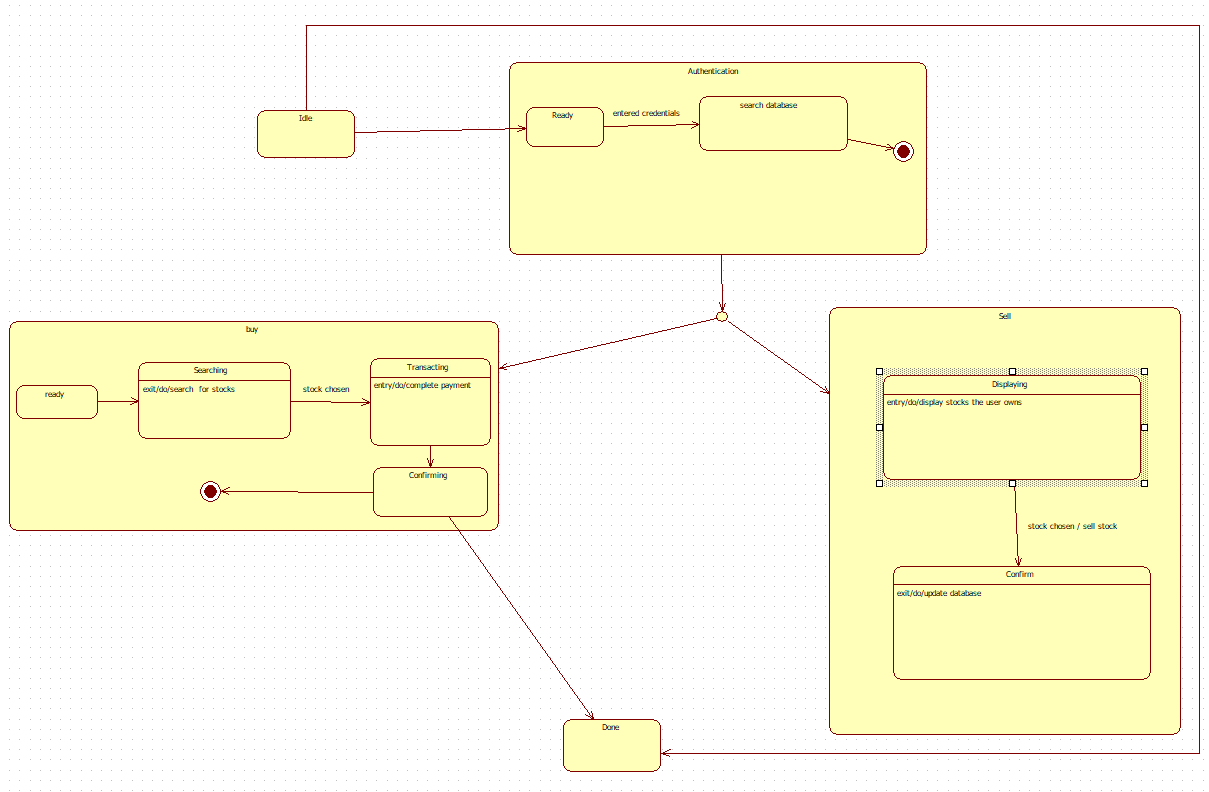 Authentication
Idle
Ready
entered credentials
search database
buy
Searching
exit/do/search  for stocks
stock chosen
Transacting
entry/do/complete payment
ready
Confirming
Sell
Displaying
entry/do/display stocks the user owns
stock chosen / sell stock
Confirm
exit/do/update database
Done